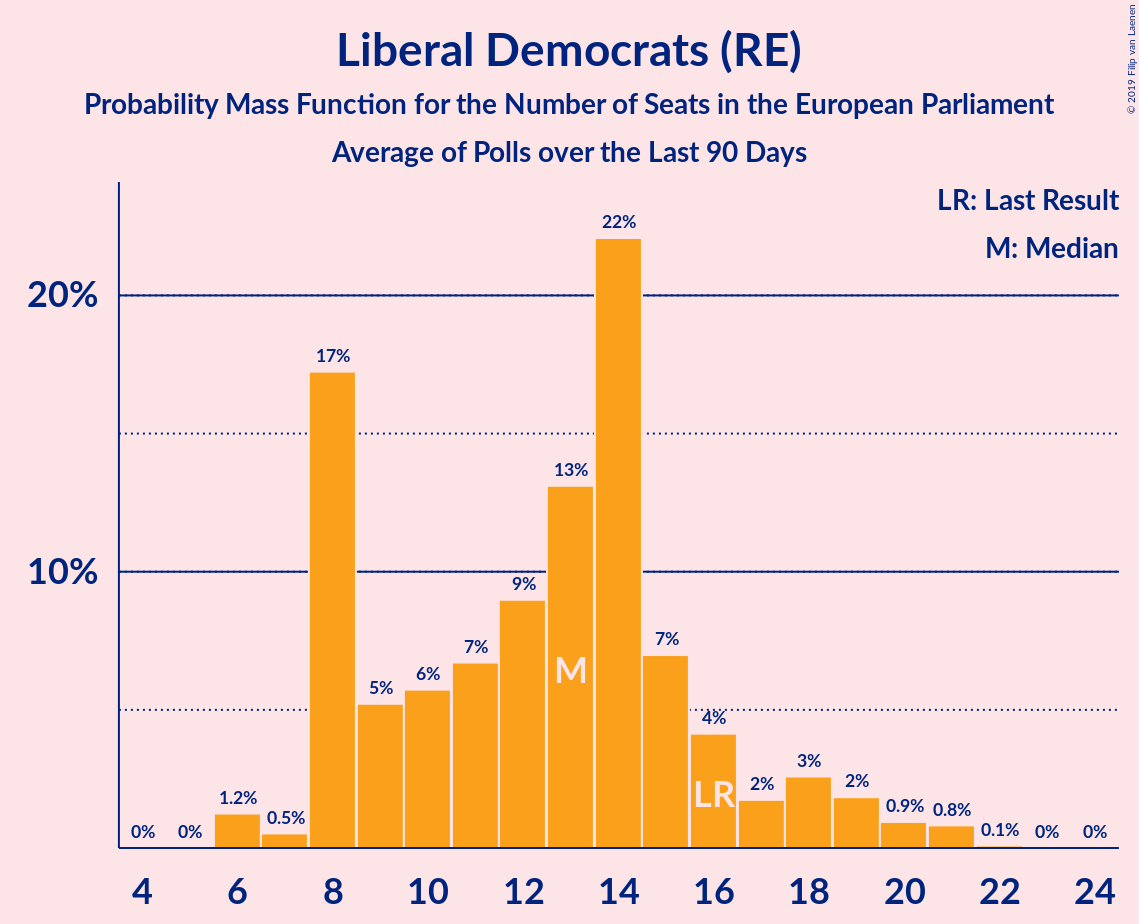 Liberal Democrats (RE)
Probability Mass Function for the Number of Seats in the European Parliament
Average of Polls over the Last 90 Days
© 2019 Filip van Laenen
LR: Last Result
M: Median
20%
10%
0%
0%
1.2%
0.5%
17%
5%
6%
7%
9%
13%
22%
7%
4%
2%
3%
2%
0.9%
0.8%
0.1%
0%
0%
M
LR
4 6 8 10 12 14 16 18 20 22 24